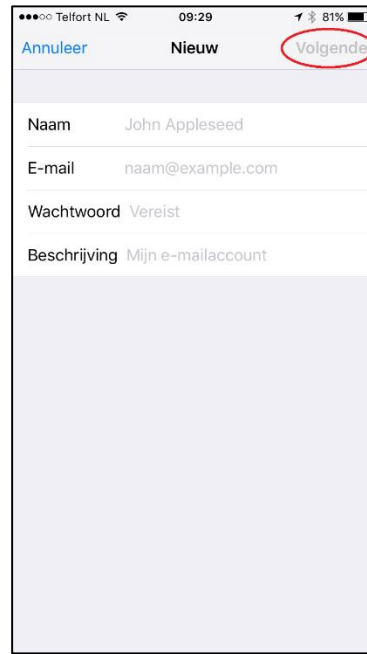 ●●●○○ Telfort NL 09:29 81%
Annuleer Nieuw Volgende
Naam John Appleseed
E-mail naam@example.com
Wachtwoord Vereist
Beschrijving Mijn e-mailaccount